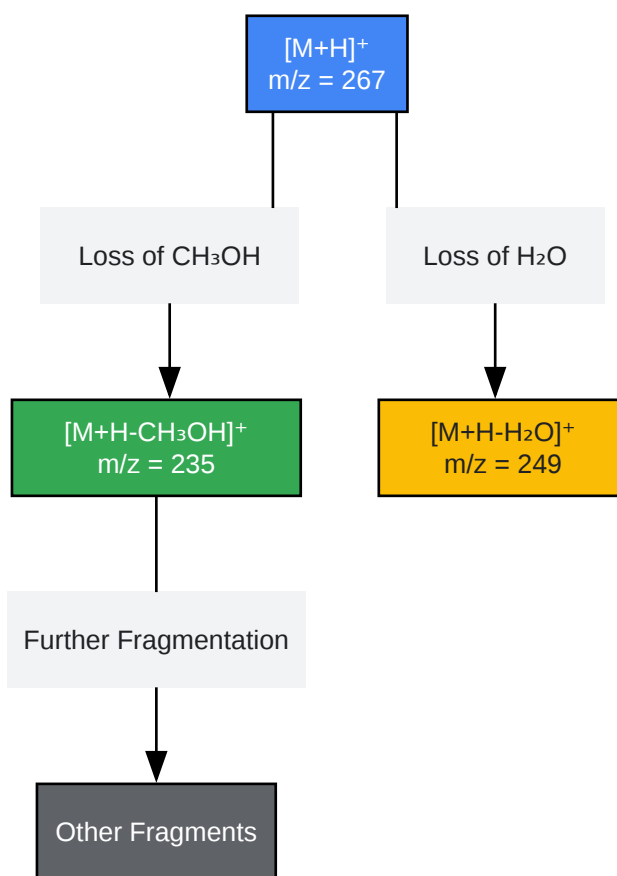 [M+H]⁺
m/z = 267
Loss of CH₃OH
Loss of H₂O
[M+H-CH₃OH]⁺
m/z = 235
[M+H-H₂O]⁺
m/z = 249
Further Fragmentation
Other Fragments